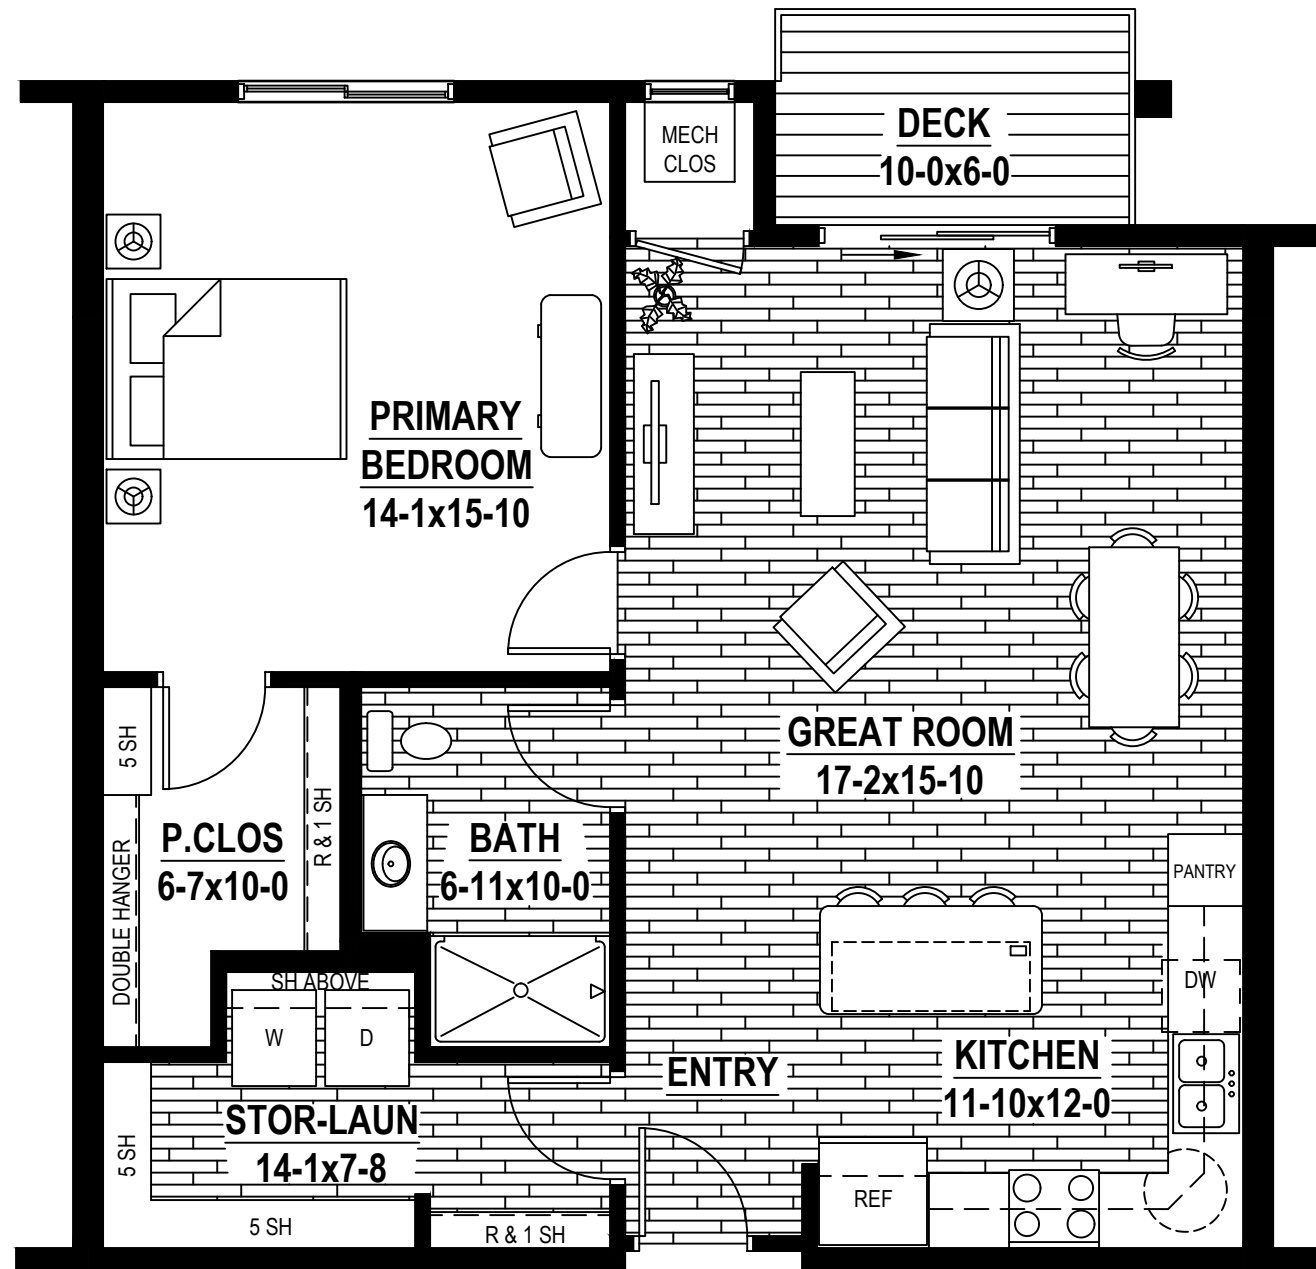 MECH
CLOS
DECK
10-0x6-0
PRIMARY
BEDROOM
14-1x15-10
GREAT ROOM
17-2x15-10
5 SH
R & 1 SH
P.CLOS
6-7x10-0
DOUBLE HANGER
BATH
6-11x10-0
PANTRY
SH ABOVE
W
D
DW
ENTRY
KITCHEN
11-10x12-0
STOR-LAUN
14-1x7-8
5 SH
5 SH
R & 1 SH
REF